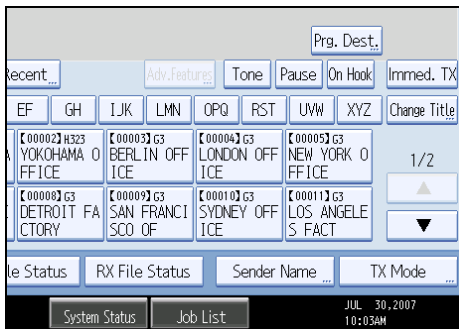 Prg. Dest.
Recent
Adv.Features
Tone
Pause
On Hook
Immed. TX
EF
GH
IJK
LMN
OPQ
RST
UVW
XYZ
Change Title
【00002】H323
YOKOHAMA O
FFICE
【00003】G3
BERLIN OFF
ICE
【00004】G3
LONDON OFF
ICE
【00005】G3
NEW YORK O
FFICE
1/2
【00008】G3
DETROIT FA
CTORY
【00009】G3
SAN FRANCI
SCO OF
【00010】G3
SYDNEY OFF
ICE
【00011】G3
LOS ANGELE
S FACT
le Status
RX File Status
Sender Name
TX Mode
System Status
Job List
JUL 30,2007
10:03AM